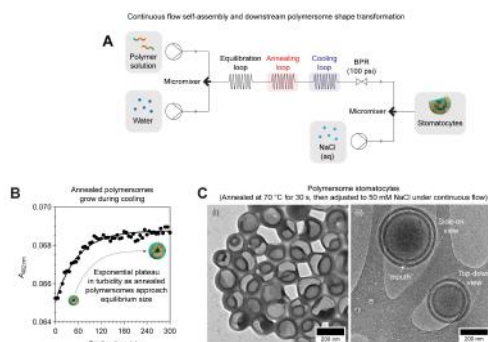 Continuous flow self-assembly and downstream polymersome shape transformation
A
Polymer
solution
Micromixer
Water
Equilibration
loop
Annealing
loop
Cooling
loop
BPR
(100 psi)
Micromixer
NaCl
(aq)
Stomatocytes
B
Annealed polymersomes
grow during cooling
0.070
0.068
0.066
0.064
Exponential plateau
in turbidity as annealed
polymersomes approach
equilibrium size
0 60 120 180 240 300
C
Polymersome stomatocytes
(Annealed at 70 °C for 30 s, then adjusted to 50 mM NaCl under continuous flow)
(i)
200 nm
Side-on
view
mouth
Top-down
view
200 nm